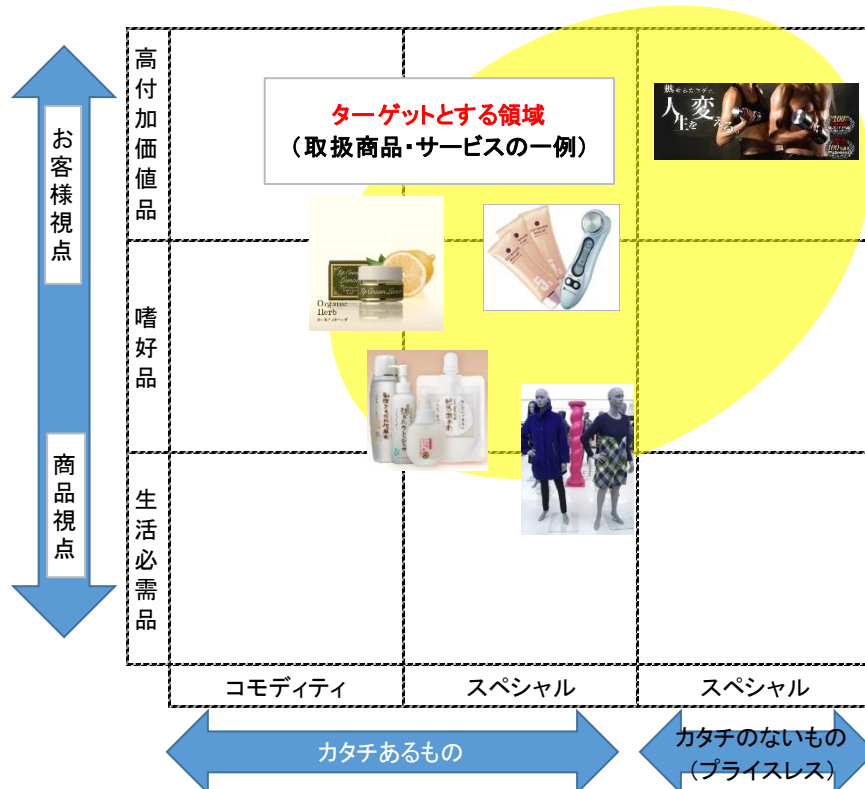 お客様視点
商品視点
高付加価値品
嗜好品
生活必需品
ターゲットとする領域
(取扱商品・サービスの一例)
人生を変える
100%
100%
Organic
Herb
コモディティ
スペシャル
スペシャル
カタチあるもの
カタチのないもの
(プライスレス)